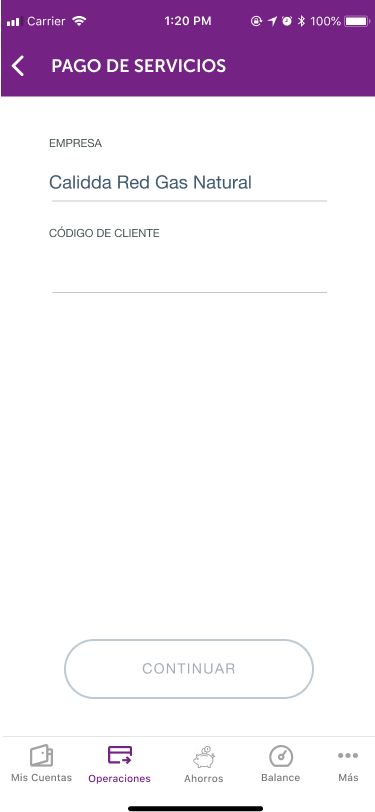 Carrier 1:20 PM 100%
PAGO DE SERVICIOS
EMPRESA
Calidda Red Gas Natural
CÓDIGO DE CLIENTE
CONTINUAR
Mis Cuentas Operaciones Ahorros Balance Más